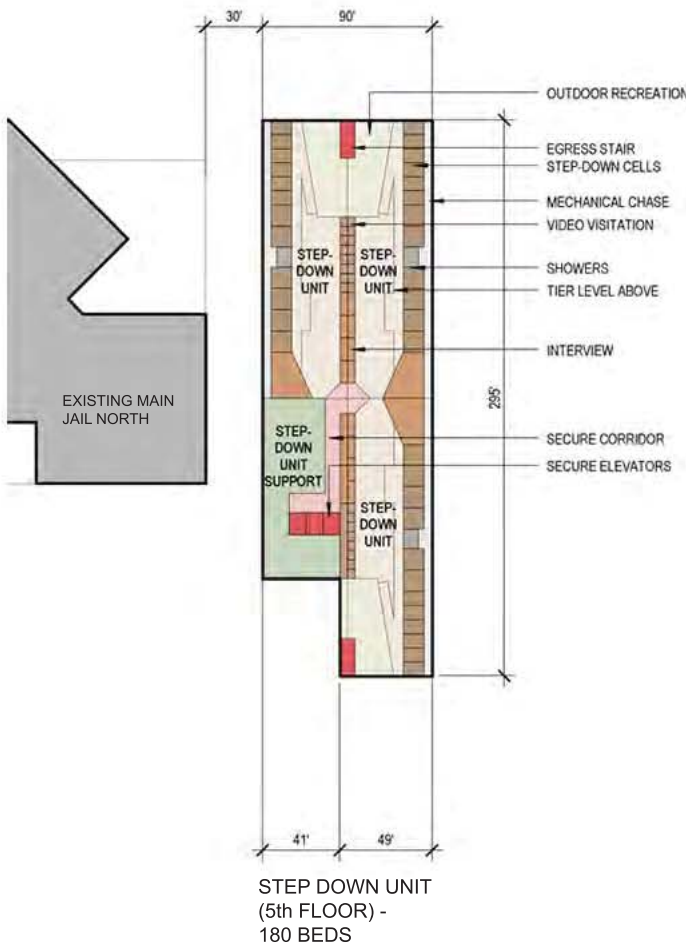 30'
90'
OUTDOOR RECREATION
EGRESS STAIR
STEP-DOWN CELLS
MECHANICAL CHASE
VIDEO VISITATION
STEP-
DOWN
UNIT
STEP-
DOWN
UNIT
SHOWERS
TIER LEVEL ABOVE
INTERVIEW
EXISTING MAIN
JAIL NORTH
295'
STEP-
DOWN
UNIT
SUPPORT
SECURE CORRIDOR
SECURE ELEVATORS
STEP-
DOWN
UNIT
41'
49'
STEP DOWN UNIT
(5th FLOOR) -
180 BEDS